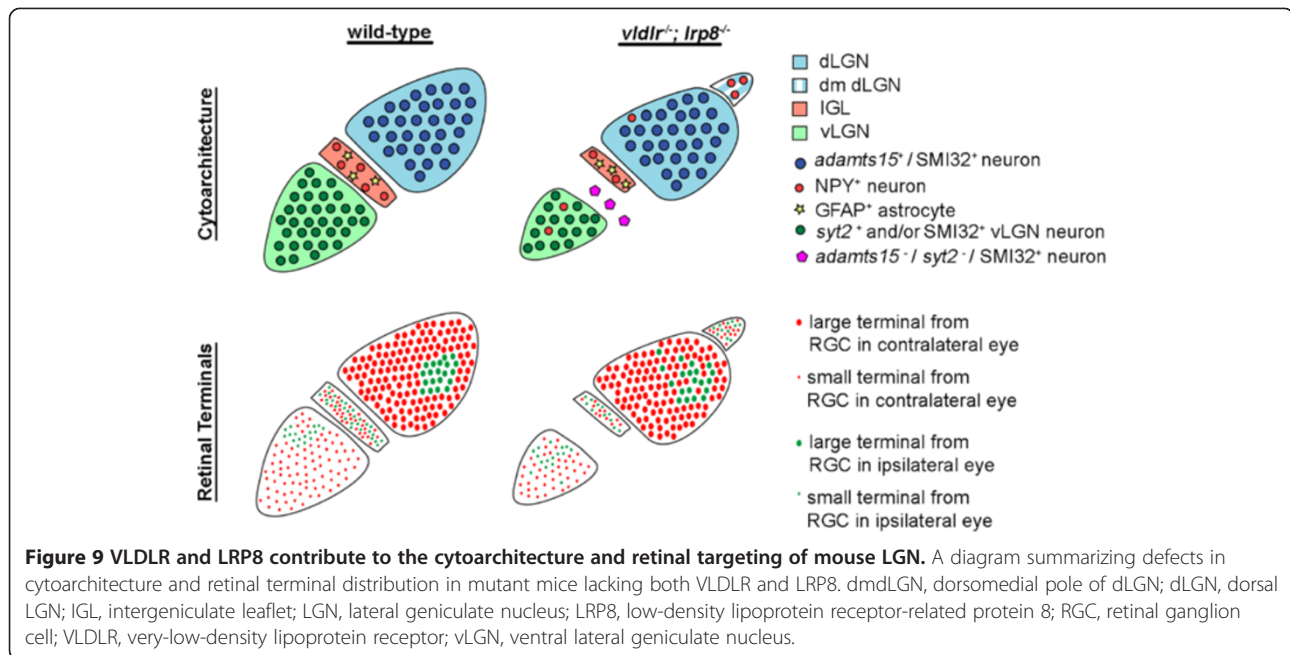 wild-type
vldlr-/-; lrp8-/-
Cytoarchitecture
dLGN
dm dLGN
IGL
vLGN
adamts15+ / SMI32+ neuron
NPY+ neuron
GFAP+ astrocyte
syt2 + and/or SMI32+ vLGN neuron
adamts15 - / syt2 - / SMI32+ neuron
Retinal Terminals
large terminal from
RGC in contralateral eye
small terminal from
RGC in contralateral eye
large terminal from
RGC in ipsilateral eye
small terminal from
RGC in ipsilateral eye
Figure 9 VLDLR and LRP8 contribute to the cytoarchitecture and retinal targeting of mouse LGN. A diagram summarizing defects in
cytoarchitecture and retinal terminal distribution in mutant mice lacking both VLDLR and LRP8. dmdLGN, dorsomedial pole of dLGN; dLGN, dorsal
LGN; IGL, intergeniculate leaflet; LGN, lateral geniculate nucleus; LRP8, low-density lipoprotein receptor-related protein 8; RGC, retinal ganglion
cell; VLDLR, very-low-density lipoprotein receptor; vLGN, ventral lateral geniculate nucleus.